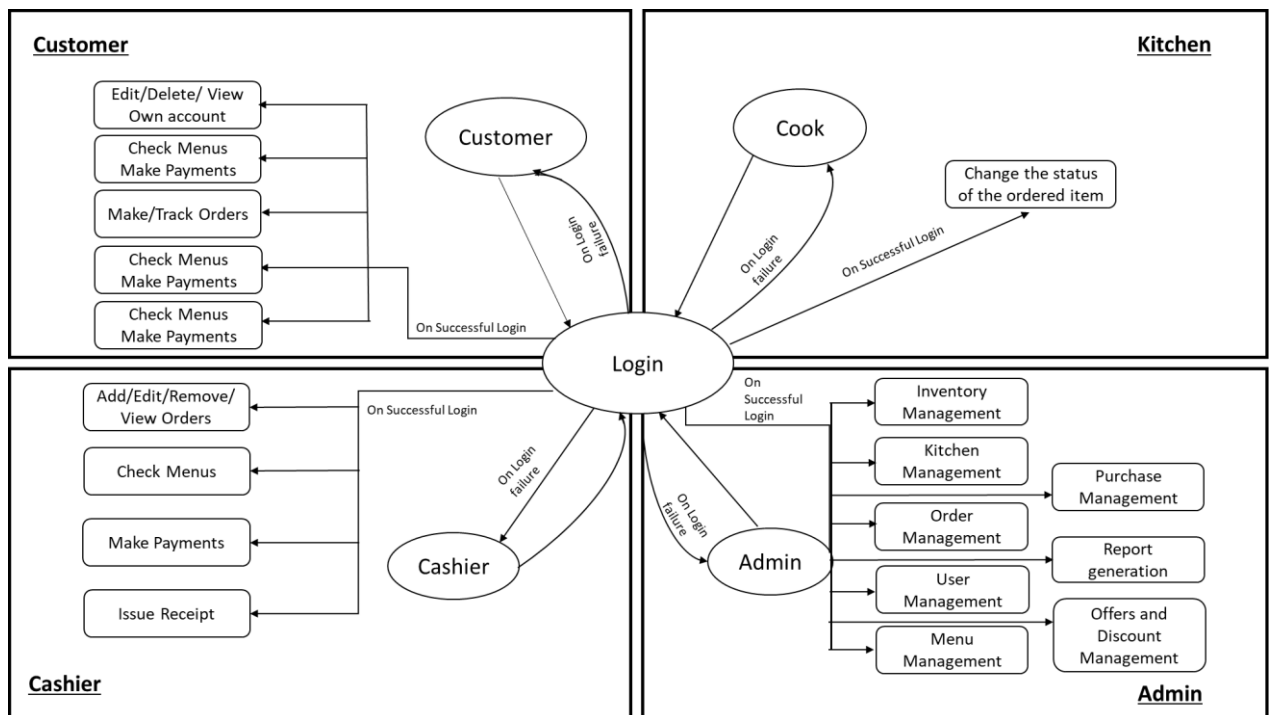 Customer
Edit/Delete/ View
Own account
Check Menus
Make Payments
Make/Track Orders
Check Menus
Make Payments
Check Menus
Make Payments
Customer
On Login
failure
On Successful Login
Kitchen
Cook
Change the status
of the ordered item
On Login
failure
On Successful Login
Login
Add/Edit/Remove/
View Orders
On Successful Login
Check Menus
Make Payments
Issue Receipt
On Login
failure
Cashier
Cashier
On
Successful
Login
On Login
failure
Admin
Inventory
Management
Kitchen
Management
Purchase
Management
Order
Management
Report
generation
User
Management
Offers and
Discount
Management
Menu
Management
Admin